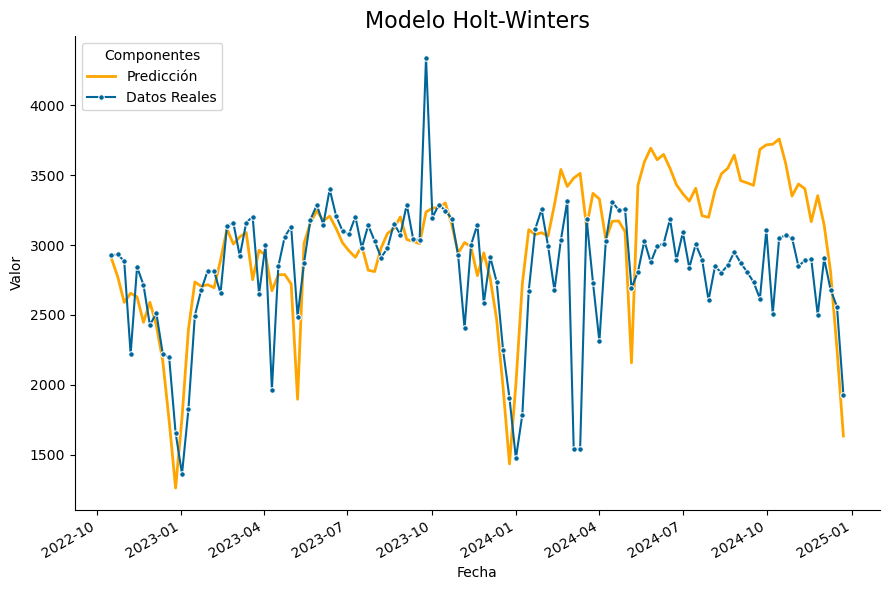 Modelo Holt-Winters
Componentes
Predicción
Datos Reales
Valor
4000
3500
3000
2500
2000
1500
2022-10
2023-01
2023-04
2023-07
2023-10
2024-01
2024-04
2024-07
2024-10
2025-01
Fecha